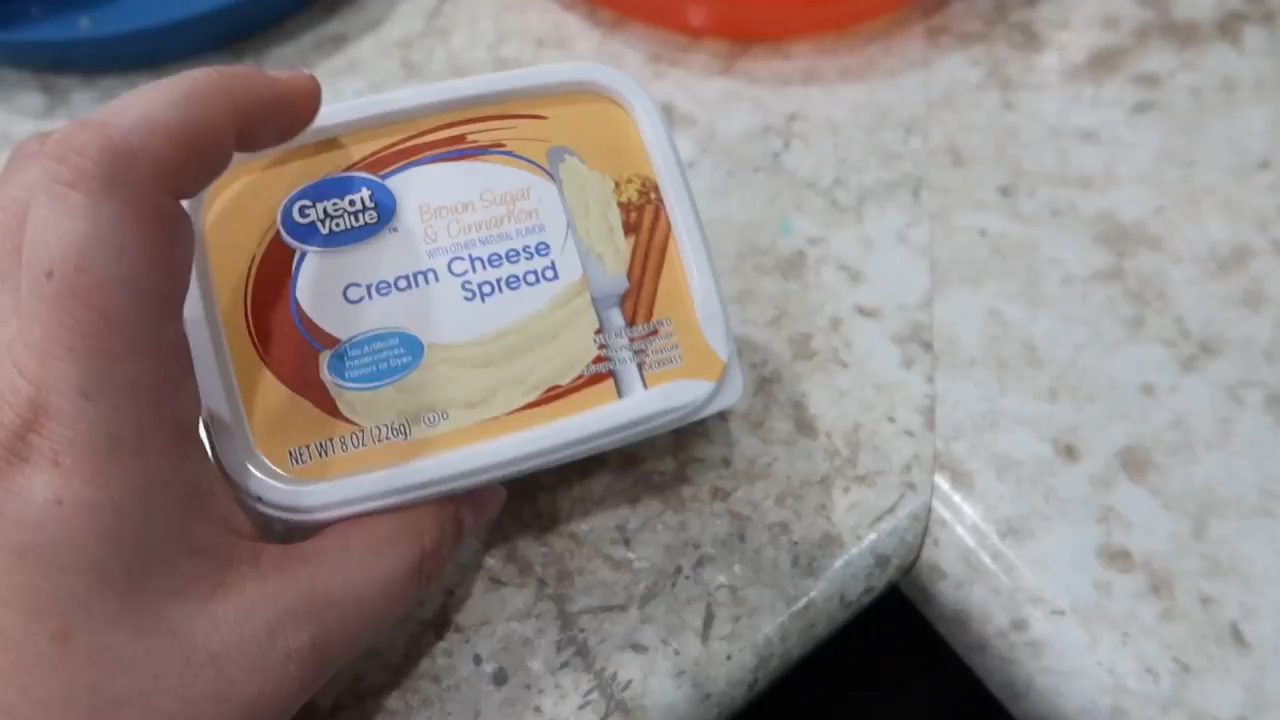 Great
Value
TM
Brown Sugar
& Cinnamon
WITH OTHER NATURAL FLAVOR
Cream Cheese
Spread
No Artificial
Preservatives,
Flavors or Dyes
NET WT 8 OZ (226g)
U D